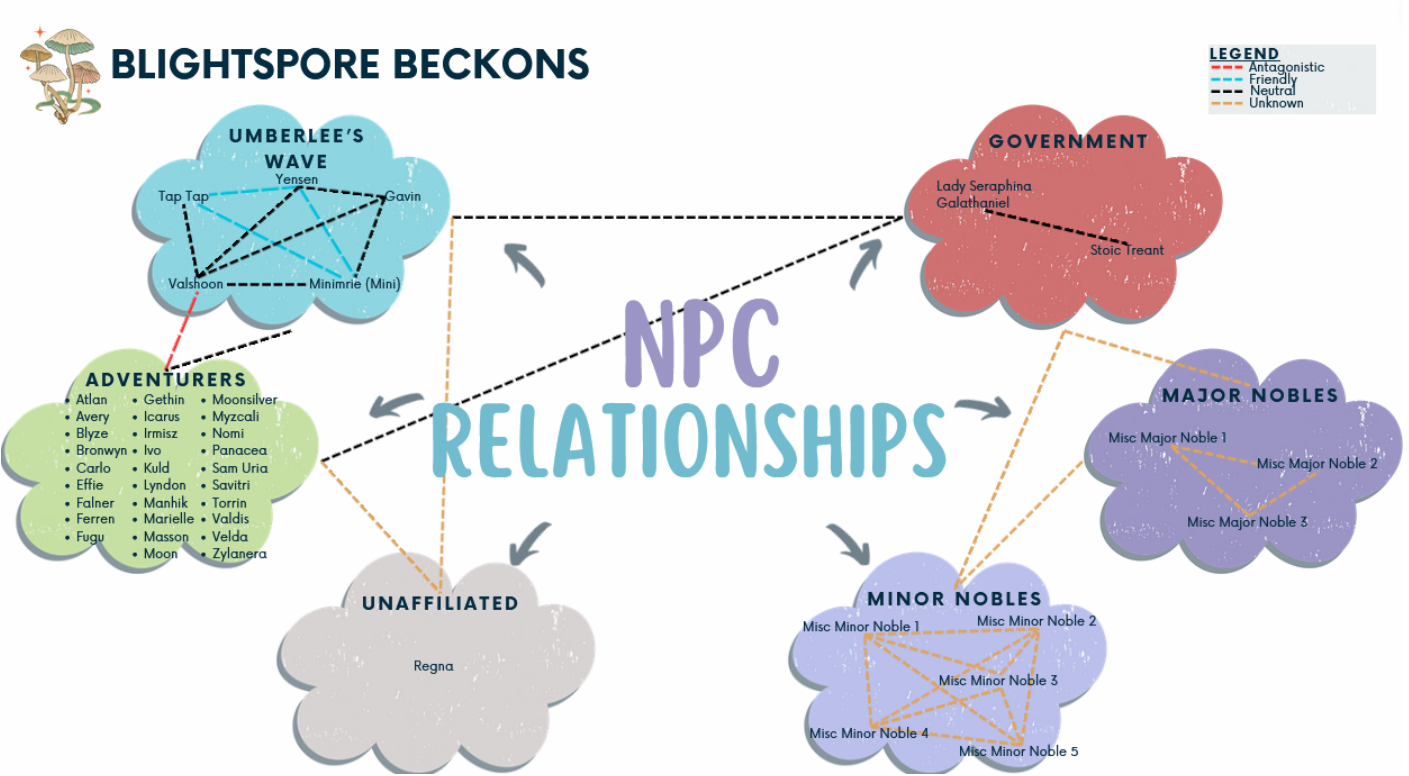 BLIGHTSPORE BECKONS
LEGEND
Antagonistic
Friendly
Neutral
Unknown
UMBERLEE'S
WAVE
Yensen
Tap Tap
Gavin
Valshoon
Minimrie (Mini)
GOVERNMENT
Lady Seraphina
Galathaniel
Stoic Treant
NPC
RELATIONSHIPS
ADVENTURERS
• Atlan
• Avery
• Blyze
• Bronwyn
• Carlo
• Effie
• Falner
• Ferren
• Fugu
• Gethin
• Icarus
• Irmisz
• Ivo
• Kuld
• Lyndon
• Manhik
• Marielle
• Masson
• Moon
• Moonsilver
• Myzcali
• Nomi
• Panacea
• Sam Uria
• Savitri
• Torrin
• Valdis
• Velda
• Zylanera
MAJOR NOBLES
Misc Major Noble 1
Misc Major Noble 2
Misc Major Noble 3
UNAFFILIATED
Regna
MINOR NOBLES
Misc Minor Noble 1
Misc Minor Noble 2
Misc Minor Noble 3
Misc Minor Noble 4
Misc Minor Noble 5